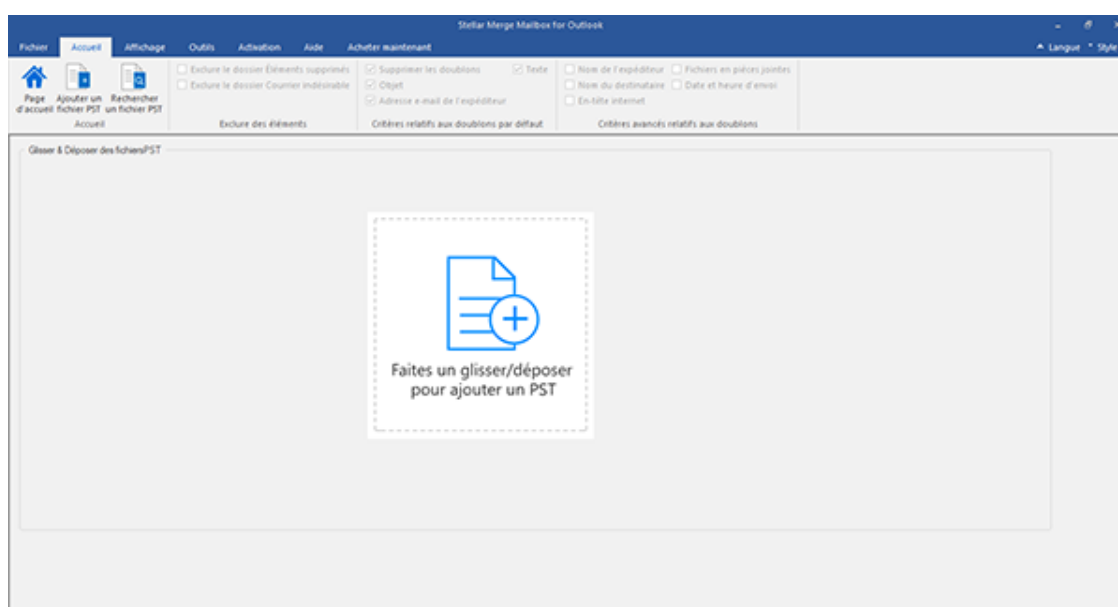 Stellar Merge Mailbox for Outlook
Fichier Accueil Affichage Outils Activation Aide Acheter maintenant Langue Style
Exclure le dossier Éléments supprimés Supprimer les doublons Texte Nom de l'expéditeur Fichiers en pièces jointes
Exclure le dossier Courrier indésirable Objet Nom du destinataire Date et heure d'envoi
Page Ajouter un Rechercher Adresse e-mail de l'expéditeur En-tête internet
d'accueil fichier PST un fichier PST
Accueil Exclure des éléments Critères relatifs aux doublons par défaut Critères avancés relatifs aux doublons
Glisser & Déposer des fichiersPST
Faites un glisser/déposer
pour ajouter un PST